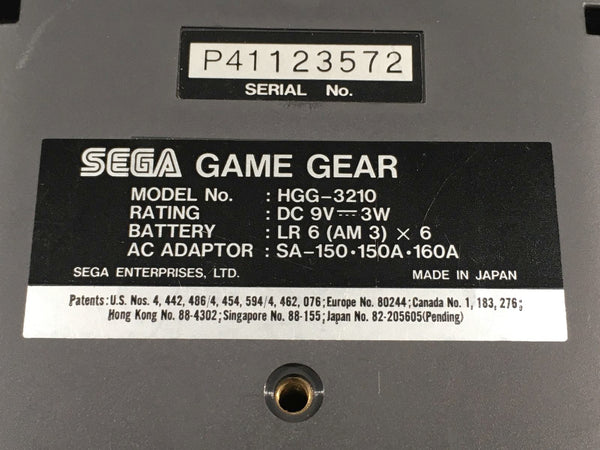 P41123572
SERIAL No.
SEGA GAME GEAR
MODEL No. : HGG-3210
RATING : DC 9V⎓3W
BATTERY : LR 6 (AM 3) × 6
AC ADAPTOR : SA-150･150A･160A
SEGA ENTERPRISES, LTD. MADE IN JAPAN
Patents : U.S. Nos. 4, 442, 486/4, 454, 594/4, 462, 076; Europe No. 80244; Canada No. 1, 183, 276;
Hong Kong No. 88-4302; Singapore No. 88-155; Japan No. 82-205605(Pending)